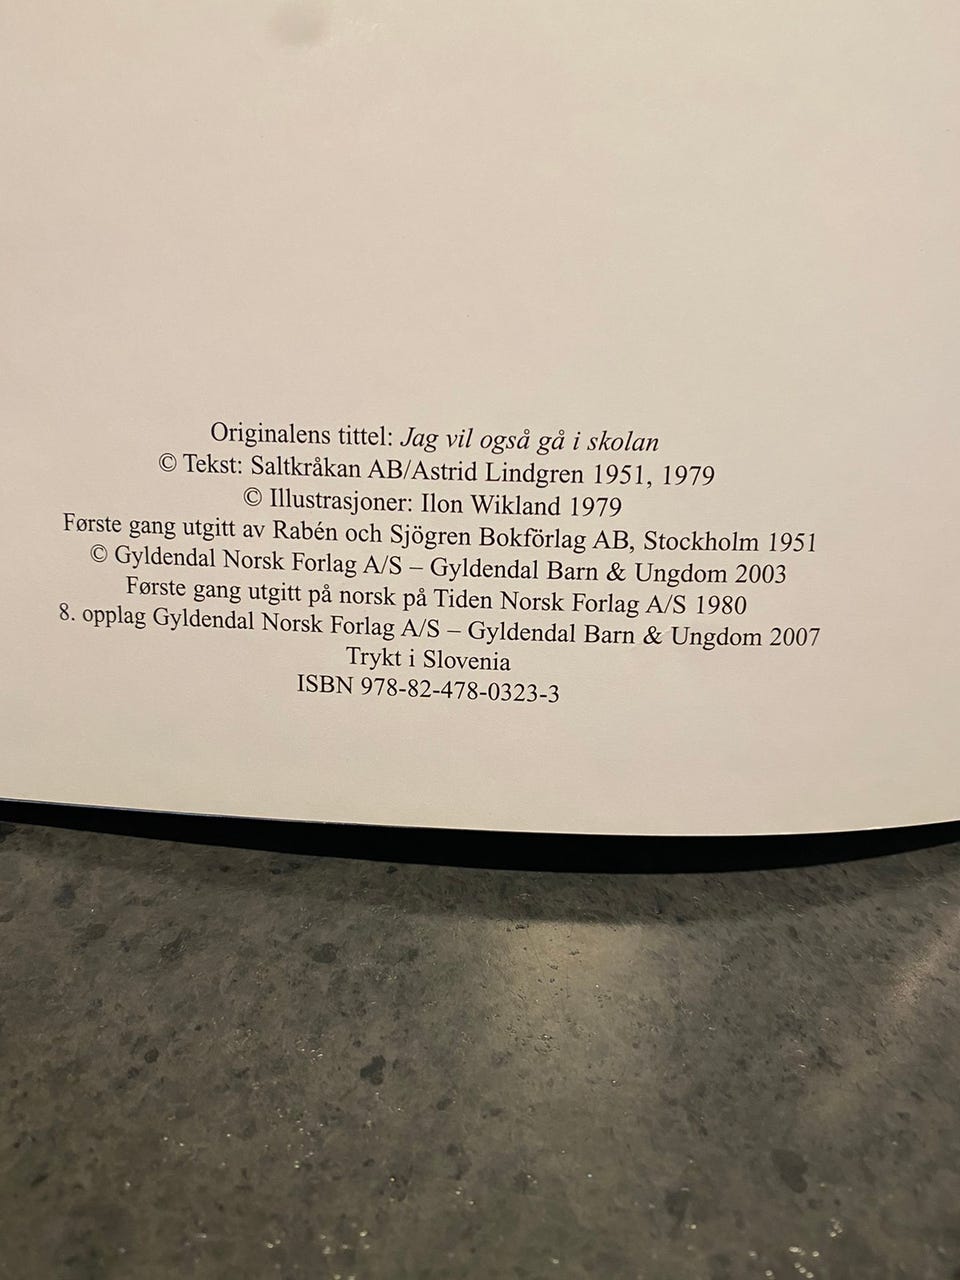 Originalens tittel: Jag vil også gå i skolan
© Tekst: Saltkråkan AB/Astrid Lindgren 1951, 1979
© Illustrasjoner: Ilon Wikland 1979
Første gang utgitt av Rabén och Sjögren Bokförlag AB, Stockholm 1951
© Gyldendal Norsk Forlag A/S – Gyldendal Barn & Ungdom 2003
Første gang utgitt på norsk på Tiden Norsk Forlag A/S 1980
8. opplag Gyldendal Norsk Forlag A/S – Gyldendal Barn & Ungdom 2007
Trykt i Slovenia
ISBN 978-82-478-0323-3